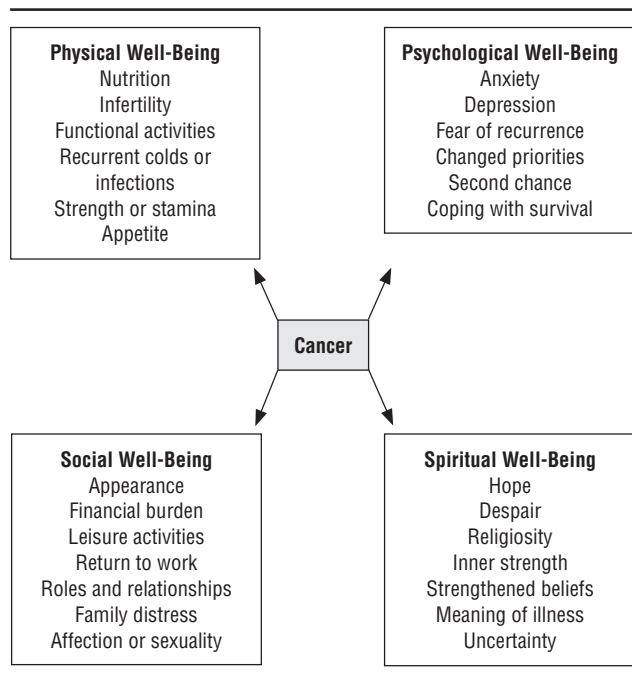 Physical Well-Being
Nutrition
Infertility
Functional activities
Recurrent colds or
infections
Strength or stamina
Appetite
Psychological Well-Being
Anxiety
Depression
Fear of recurrence
Changed priorities
Second chance
Coping with survival
Cancer
Social Well-Being
Appearance
Financial burden
Leisure activities
Return to work
Roles and relationships
Family distress
Affection or sexuality
Spiritual Well-Being
Hope
Despair
Religiosity
Inner strength
Strengthened beliefs
Meaning of illness
Uncertainty